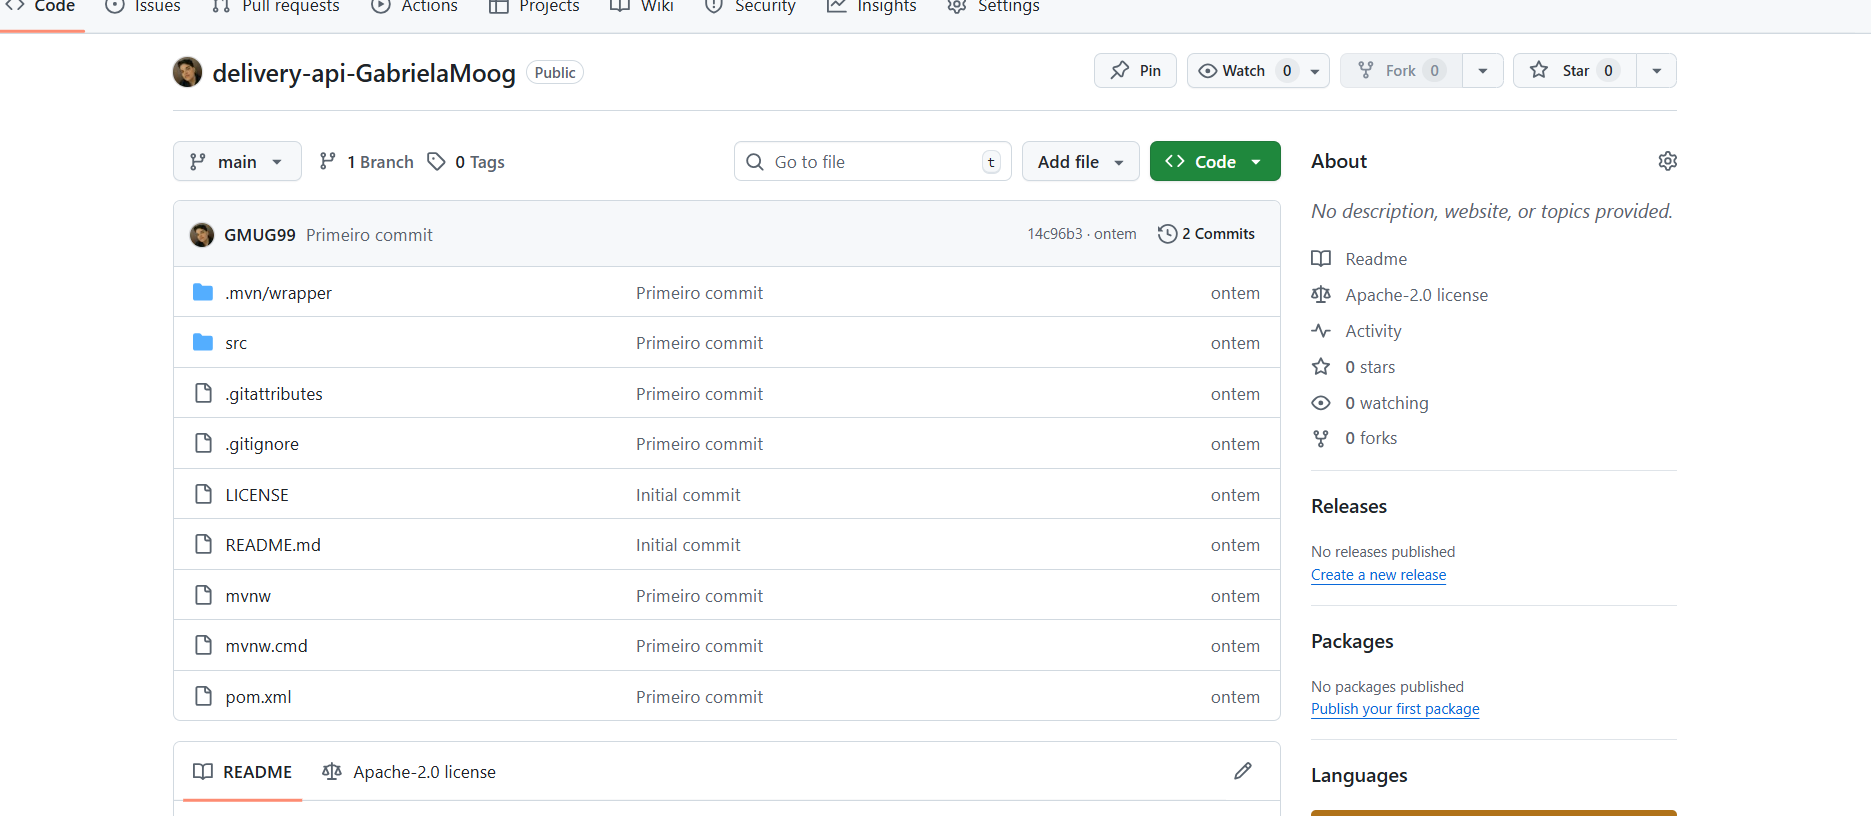 Code Issues Pull requests Actions Projects Wiki Security Insights Settings
delivery-api-GabrielaMoog Public
Pin Watch 0 Fork 0 Star 0
main 1 Branch 0 Tags Go to file t Add file Code
GMUG99 Primeiro commit 14c96b3 · ontem 2 Commits
.mvn/wrapper Primeiro commit ontem
src Primeiro commit ontem
.gitattributes Primeiro commit ontem
.gitignore Primeiro commit ontem
LICENSE Initial commit ontem
README.md Initial commit ontem
mvnw Primeiro commit ontem
mvnw.cmd Primeiro commit ontem
pom.xml Primeiro commit ontem
README Apache-2.0 license
About
No description, website, or topics provided.
Readme
Apache-2.0 license
Activity
0 stars
0 watching
0 forks
Releases
No releases published
Create a new release
Packages
No packages published
Publish your first package
Languages